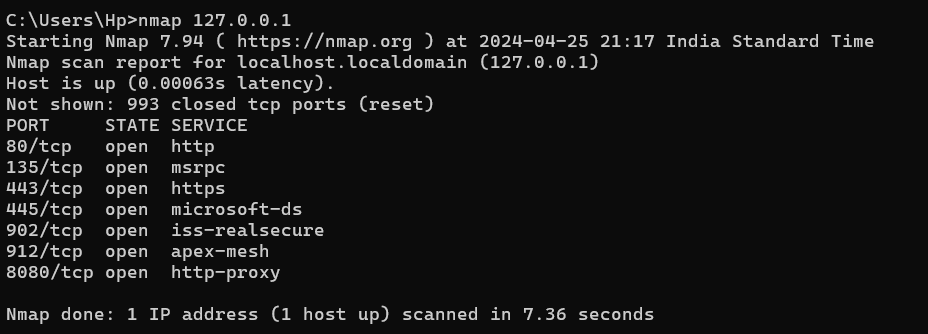 C:\Users\Hp>nmap 127.0.0.1
Starting Nmap 7.94 ( https://nmap.org ) at 2024-04-25 21:17 India Standard Time
Nmap scan report for localhost.localdomain (127.0.0.1)
Host is up (0.00063s latency).
Not shown: 993 closed tcp ports (reset)
PORT     STATE SERVICE
80/tcp   open  http
135/tcp  open  msrpc
443/tcp  open  https
445/tcp  open  microsoft-ds
902/tcp  open  iss-realsecure
912/tcp  open  apex-mesh
8080/tcp open  http-proxy
Nmap done: 1 IP address (1 host up) scanned in 7.36 seconds